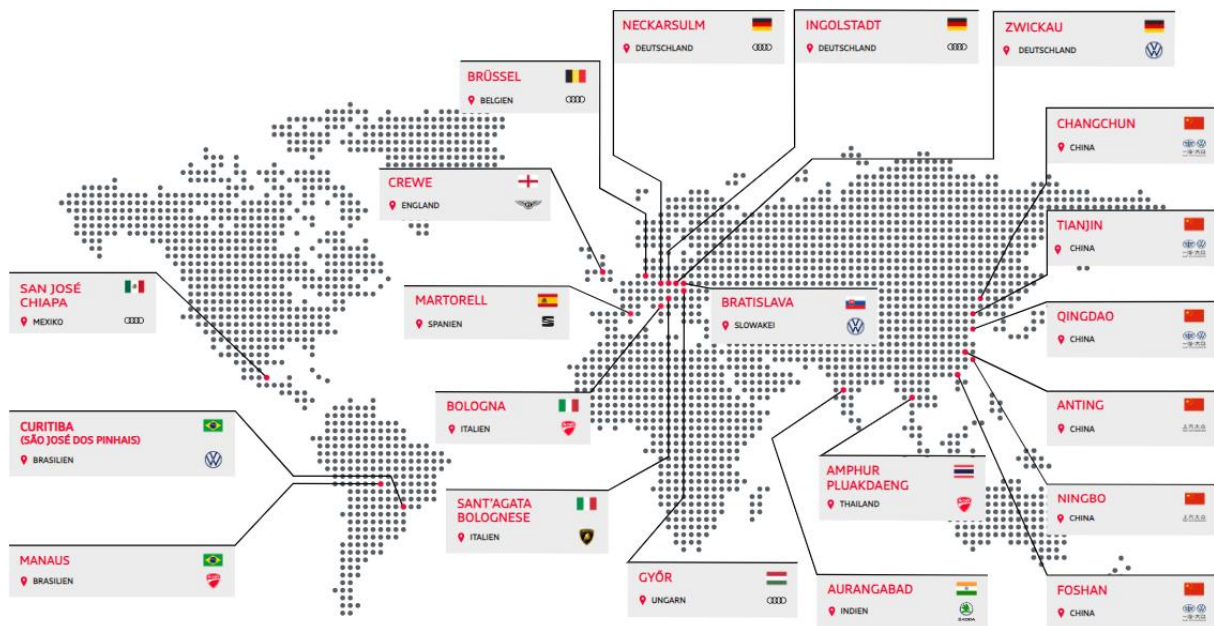 NECKARSULM
DEUTSCHLAND
INGOLSTADT
DEUTSCHLAND
ZWICKAU
DEUTSCHLAND
BRÜSSEL
BELGIEN
CHANGCHUN
CHINA
CREWE
ENGLAND
TIANJIN
CHINA
SAN JOSÉ
CHIAPA
MEXIKO
MARTORELL
SPANIEN
BRATISLAVA
SLOWAKEI
QINGDAO
CHINA
BOLOGNA
ITALIEN
ANTING
CHINA
CURITIBA
(SÃO JOSÉ DOS PINHAIS)
BRASILIEN
AMPHUR
PLUAKDAENG
THAILAND
SANT'AGATA
BOLOGNESE
ITALIEN
NINGBO
CHINA
MANAUS
BRASILIEN
GYŐR
UNGARN
AURANGABAD
INDIEN
FOSHAN
CHINA